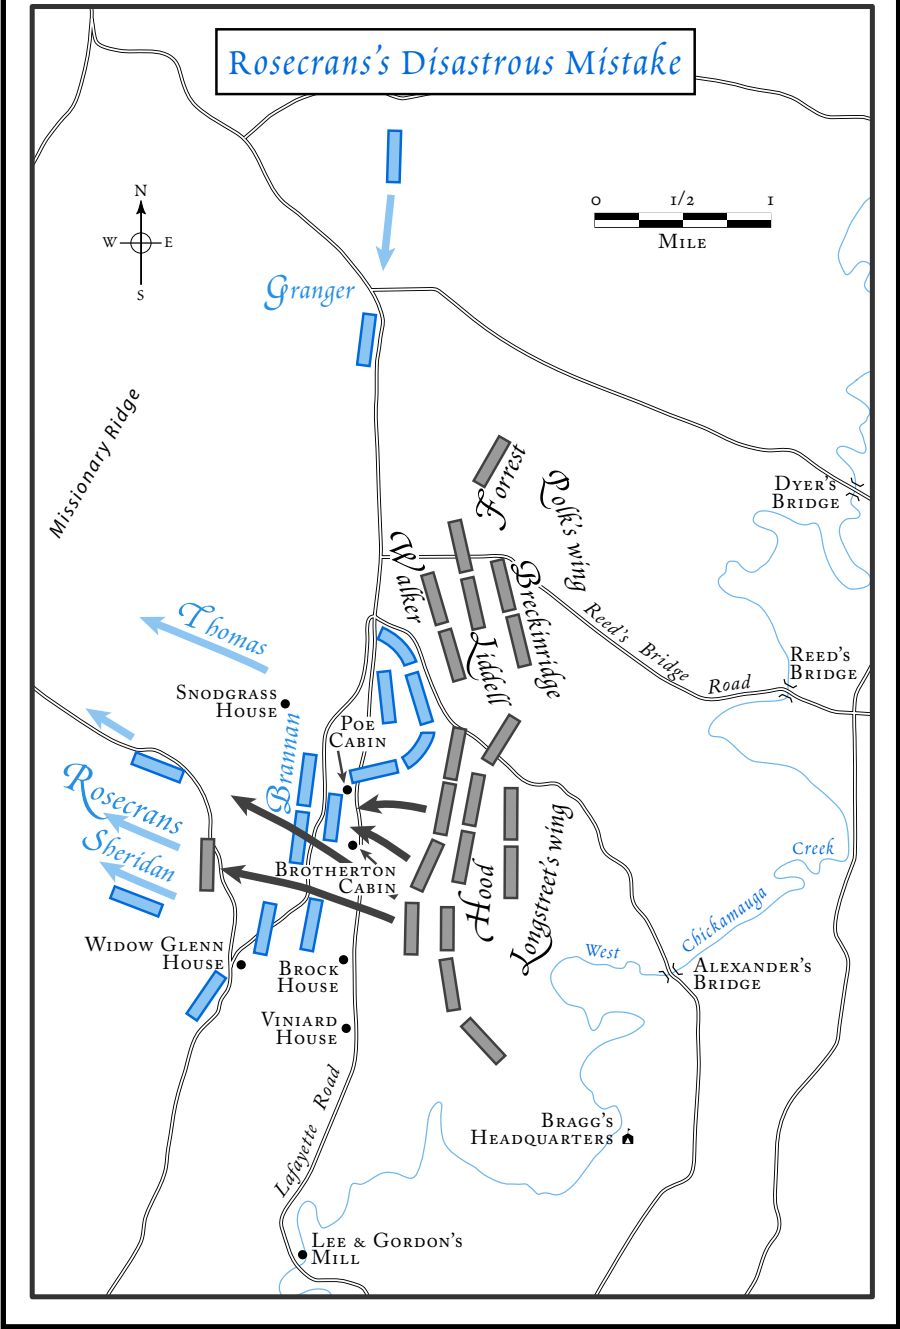 Rosecrans's Disastrous Mistake
N
W E
S
0 1/2 1
Mile
Granger
Missionary Ridge
Forrest
Polk's wing
Dyer's
Bridge
Walker
Breckinridge
Liddell
Reed's Bridge Road
Reed's
Bridge
Thomas
Snodgrass
House
Poe
Cabin
Brannan
Rosecrans
Sheridan
Brotherton
Cabin
Hood
Longstreet's wing
Creek
Chickamauga
West
Widow Glenn
House
Brock
House
Alexander's
Bridge
Viniard
House
Lafayette Road
Bragg's
Headquarters
Lee & Gordon's
Mill